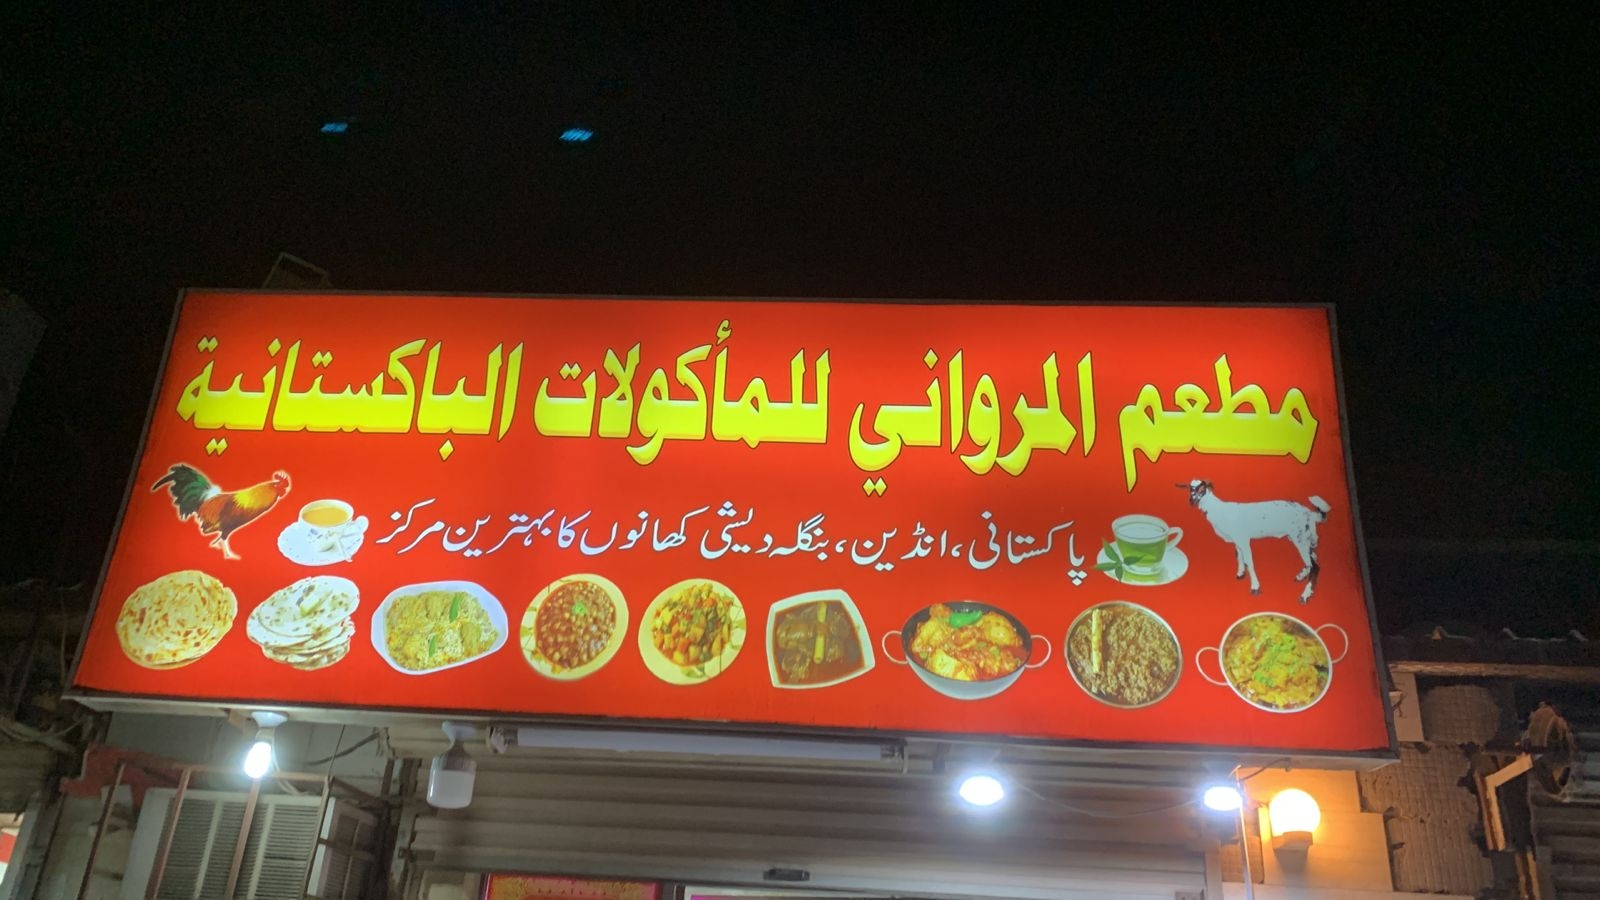 مطعم المرواني للمأكولات الباكستانية
پاکستانی، انڈین، بنگلہ دیشی کھانوں کا بہترین مرکز